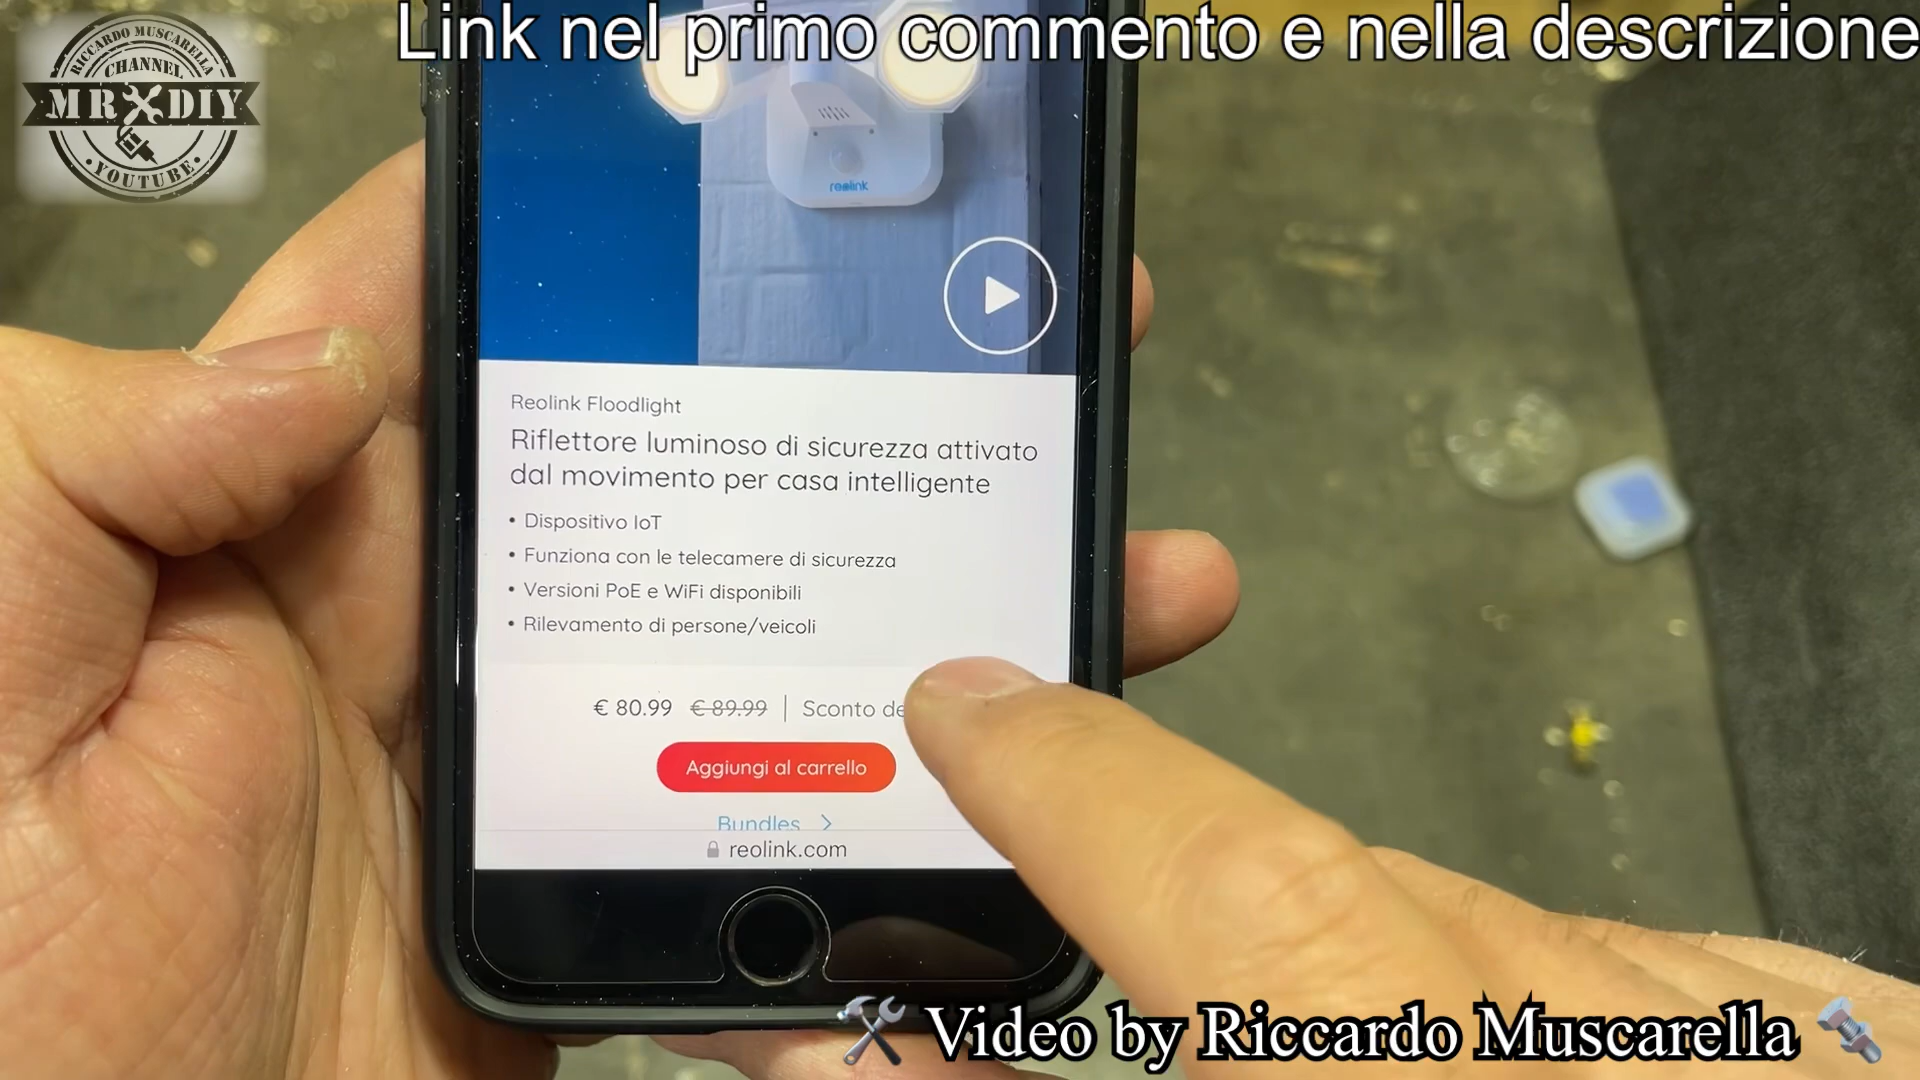 Link nel primo commento e nella descrizione
RICCARDO MUSCARELLA
CHANNEL
MR DIY
YOUTUBE
reolink
Reolink Floodlight
Riflettore luminoso di sicurezza attivato
dal movimento per casa intelligente
• Dispositivo IoT
• Funziona con le telecamere di sicurezza
• Versioni PoE e WiFi disponibili
• Rilevamento di persone/veicoli
€ 80.99 € 89.99 | Sconto de
Aggiungi al carrello
Bundles >
reolink.com
Video by Riccardo Muscarella